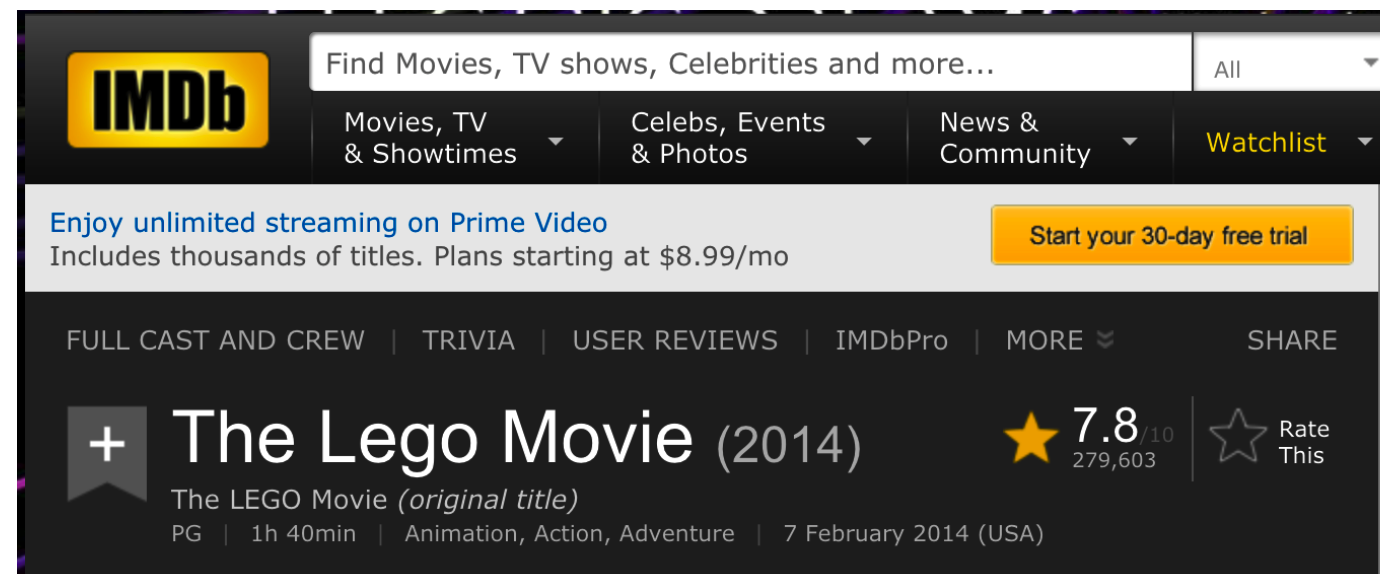 IMDb
Find Movies, TV shows, Celebrities and more...
All
Movies, TV
& Showtimes
Celebs, Events
& Photos
News &
Community
Watchlist
Enjoy unlimited streaming on Prime Video
Includes thousands of titles. Plans starting at $8.99/mo
Start your 30-day free trial
FULL CAST AND CREW | TRIVIA | USER REVIEWS | IMDbPro | MORE
SHARE
+
The Lego Movie (2014)
7.8/10
279,603
Rate
This
The LEGO Movie (original title)
PG | 1h 40min | Animation, Action, Adventure | 7 February 2014 (USA)